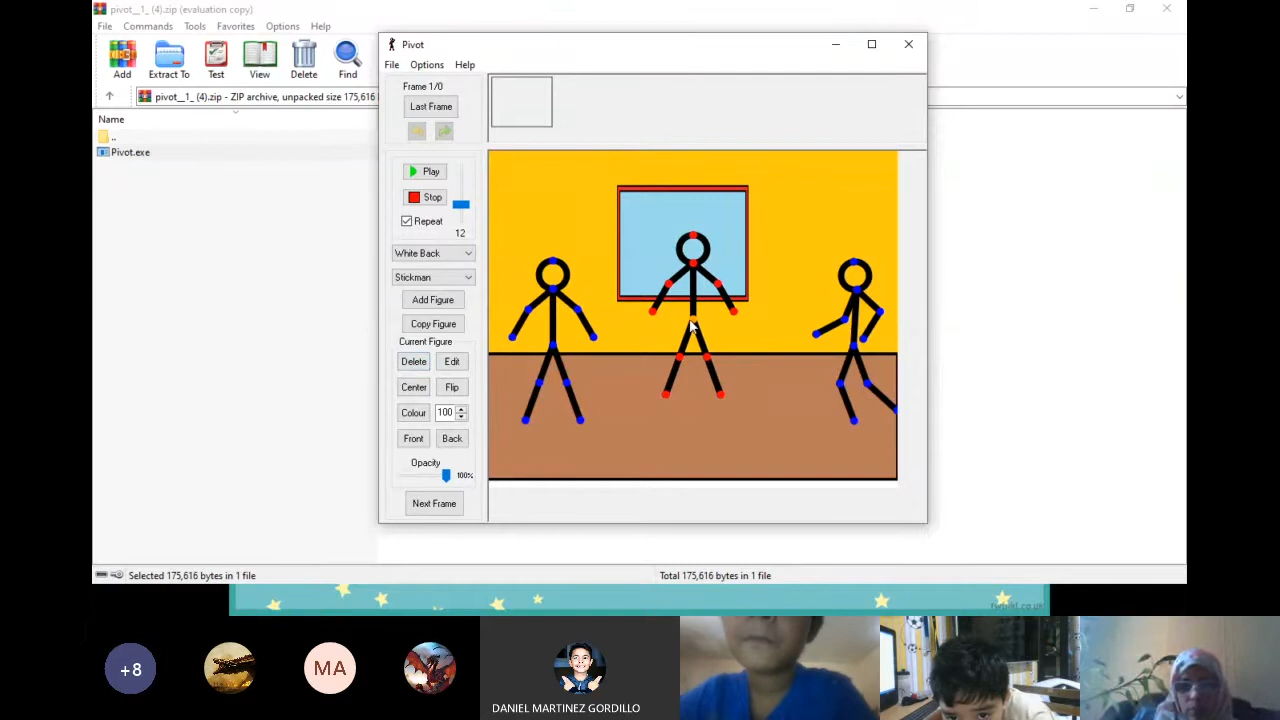 pivot__1_ (4).zip (evaluation copy)
File Commands Tools Favorites Options Help
Add Extract To Test View Delete Find
pivot__1_ (4).zip - ZIP archive, unpacked size 175,616
Name
..
Pivot.exe
Pivot
File Options Help
Frame 1/0
Last Frame
Play
Stop
Repeat
12
White Back
Stickman
Add Figure
Copy Figure
Current Figure
Delete Edit
Center Flip
Colour 100
Front Back
Opacity
100%
Next Frame
Selected 175,616 bytes in 1 file
Total 175,616 bytes in 1 file
+8
MA
DANIEL MARTINEZ GORDILLO